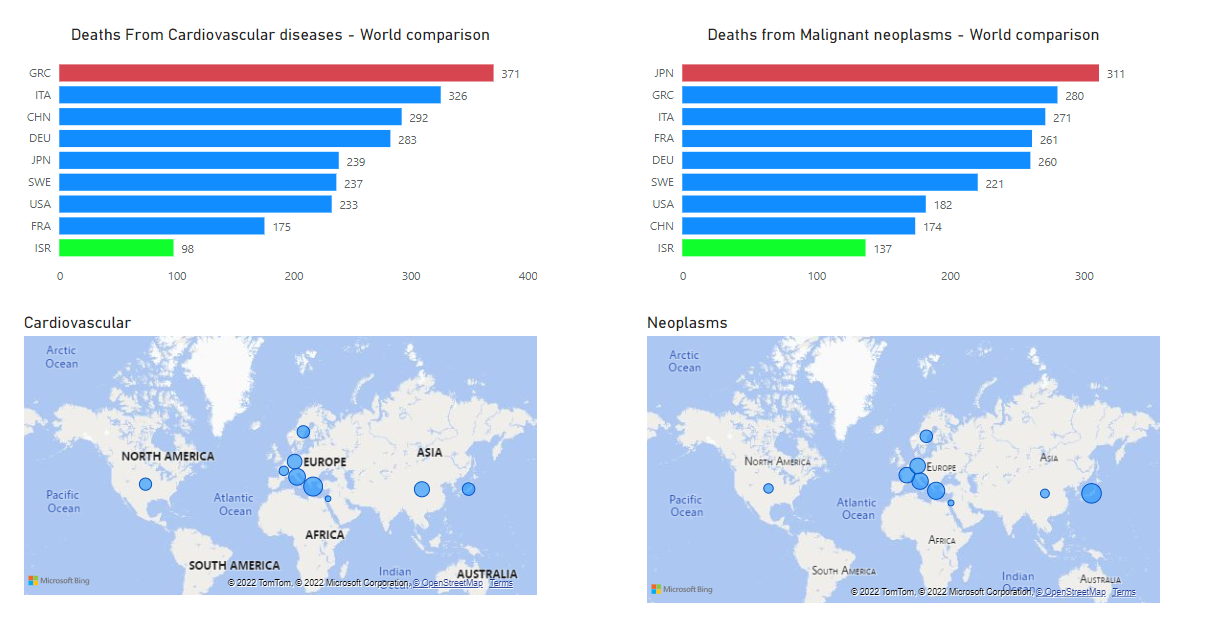 Deaths From Cardiovascular diseases - World comparison
GRC 371
ITA 326
CHN 292
DEU 283
JPN 239
SWE 237
USA 233
FRA 175
ISR 98
0 100 200 300 400
Deaths from Malignant neoplasms - World comparison
JPN 311
GRC 280
ITA 271
FRA 261
DEU 260
SWE 221
USA 182
CHN 174
ISR 137
0 100 200 300
Cardiovascular
Arctic
Ocean
NORTH AMERICA
EUROPE
ASIA
Pacific
Ocean
Atlantic
Ocean
AFRICA
SOUTH AMERICA
Indian
AUSTRALIA
Microsoft Bing
© 2022 TomTom, © 2022 Microsoft Corporation, © OpenStreetMap Terms
Neoplasms
Arctic
Ocean
NORTH AMERICA
EUROPE
ASIA
Pacific
Ocean
Atlantic
Ocean
AFRICA
SOUTH AMERICA
Indian
Ocean
AUSTRALIA
Microsoft Bing
© 2022 TomTom, © 2022 Microsoft Corporation, © OpenStreetMap Terms